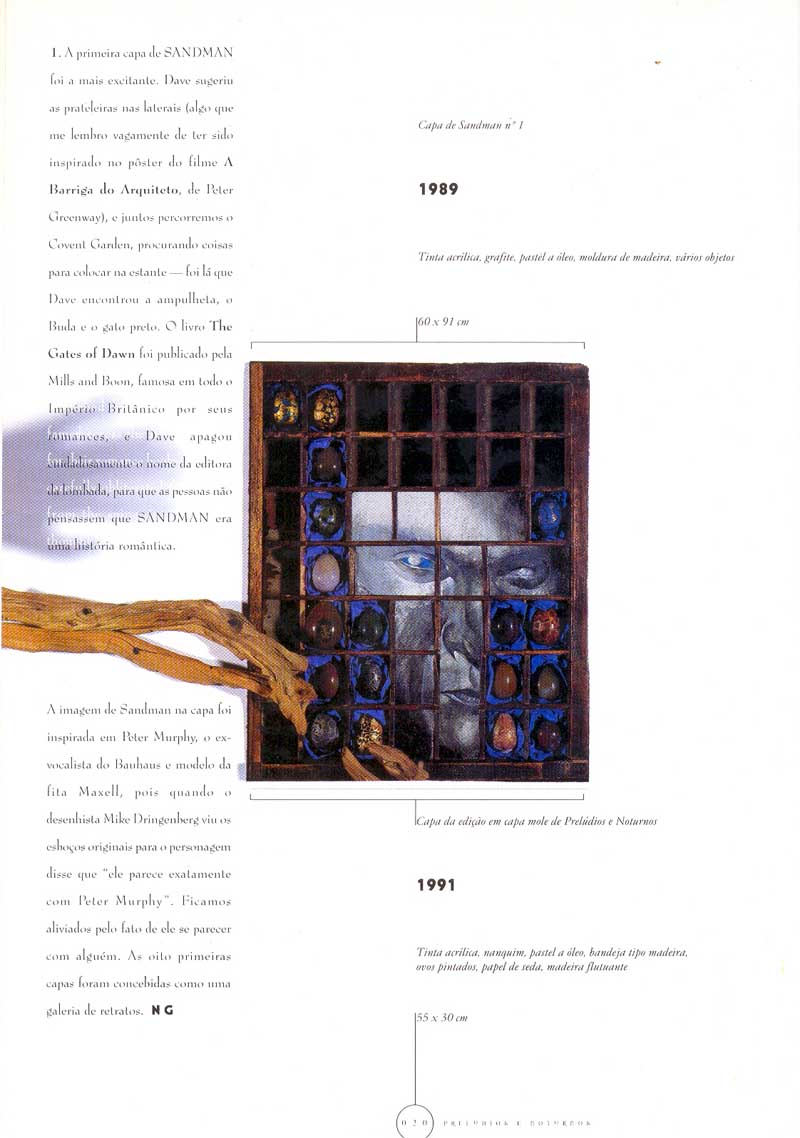 1. A primeira capa de SANDMAN
foi a mais excitante. Dave sugeriu
as prateleiras nas laterais (algo que
me lembro vagamente de ter sido
inspirado no pôster do filme A
Barriga do Arquiteto, de Peter
Greenway), e juntos percorremos o
Covent Garden, procurando coisas
para colocar na estante — foi lá que
Dave encontrou a ampulheta, o
Buda e o gato preto. O livro The
Gates of Dawn foi publicado pela
Mills and Boon, famosa em todo o
Império Britânico por seus
romances, e Dave apagou
cuidadosamente o nome da editora
da lombada, para que as pessoas não
pensassem que SANDMAN era
uma história romântica.
A imagem de Sandman na capa foi
inspirada em Peter Murphy, o ex-
vocalista do Bauhaus e modelo da
fita Maxell, pois quando o
desenhista Mike Dringenberg viu os
esboços originais para o personagem
disse que “ele parece exatamente
com Peter Murphy”. Ficamos
aliviados pelo fato de ele se parecer
com alguém. As oito primeiras
capas foram concebidas como uma
galeria de retratos. NG
Capa de Sandman nº 1
1989
Tinta acrílica, grafite, pastel a óleo, moldura de madeira, vários objetos
60 x 91 cm
Capa da edição em capa mole de Prelúdios e Noturnos
1991
Tinta acrílica, nanquim, pastel a óleo, bandeja tipo madeira,
ovos pintados, papel de seda, madeira flutuante
55 x 30 cm
020 PRELÚDIOS E NOTURNOS